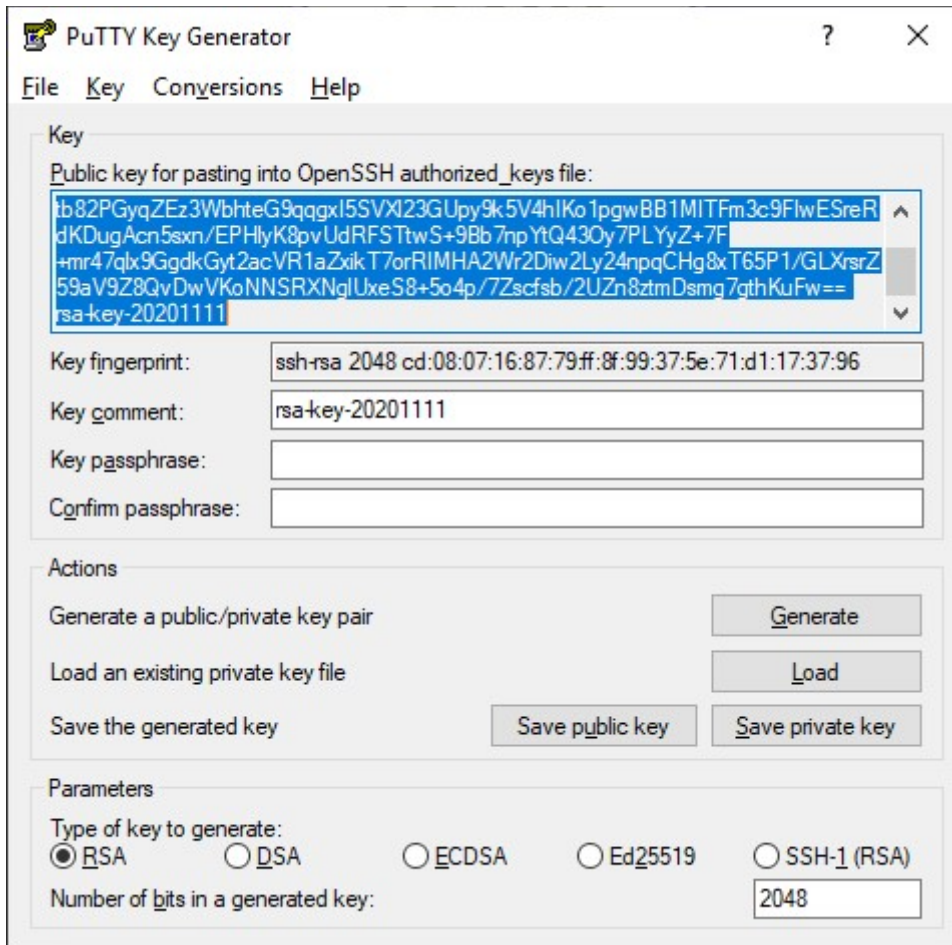 PuTTY Key Generator
? ×
File Key Conversions Help
Key
Public key for pasting into OpenSSH authorized_keys file:
tb82PGyqZEz3WbhteG9qqgxI5SVXl23GUpy9k5V4hIKo1pgwBB1MITFm3c9FlwESreR
dKDugAcn5sxn/EPHlyK8pvUdRFSTtwS+9Bb7npYtQ43Oy7PLYyZ+7F
+mr47qlx9GgdkGyt2acVR1aZxikT7orRIMHA2Wr2Diw2Ly24npqCHg8xT65P1/GLXrsrZ
59aV9Z8QvDwVKoNNSRXNgIUxeS8+5o4p/7Zscfsb/2UZn8ztmDsmg7gthKuFw==
rsa-key-20201111
Key fingerprint: ssh-rsa 2048 cd:08:07:16:87:79:ff:8f:99:37:5e:71:d1:17:37:96
Key comment: rsa-key-20201111
Key passphrase:
Confirm passphrase:
Actions
Generate a public/private key pair Generate
Load an existing private key file Load
Save the generated key Save public key Save private key
Parameters
Type of key to generate:
RSA DSA ECDSA Ed25519 SSH-1 (RSA)
Number of bits in a generated key: 2048